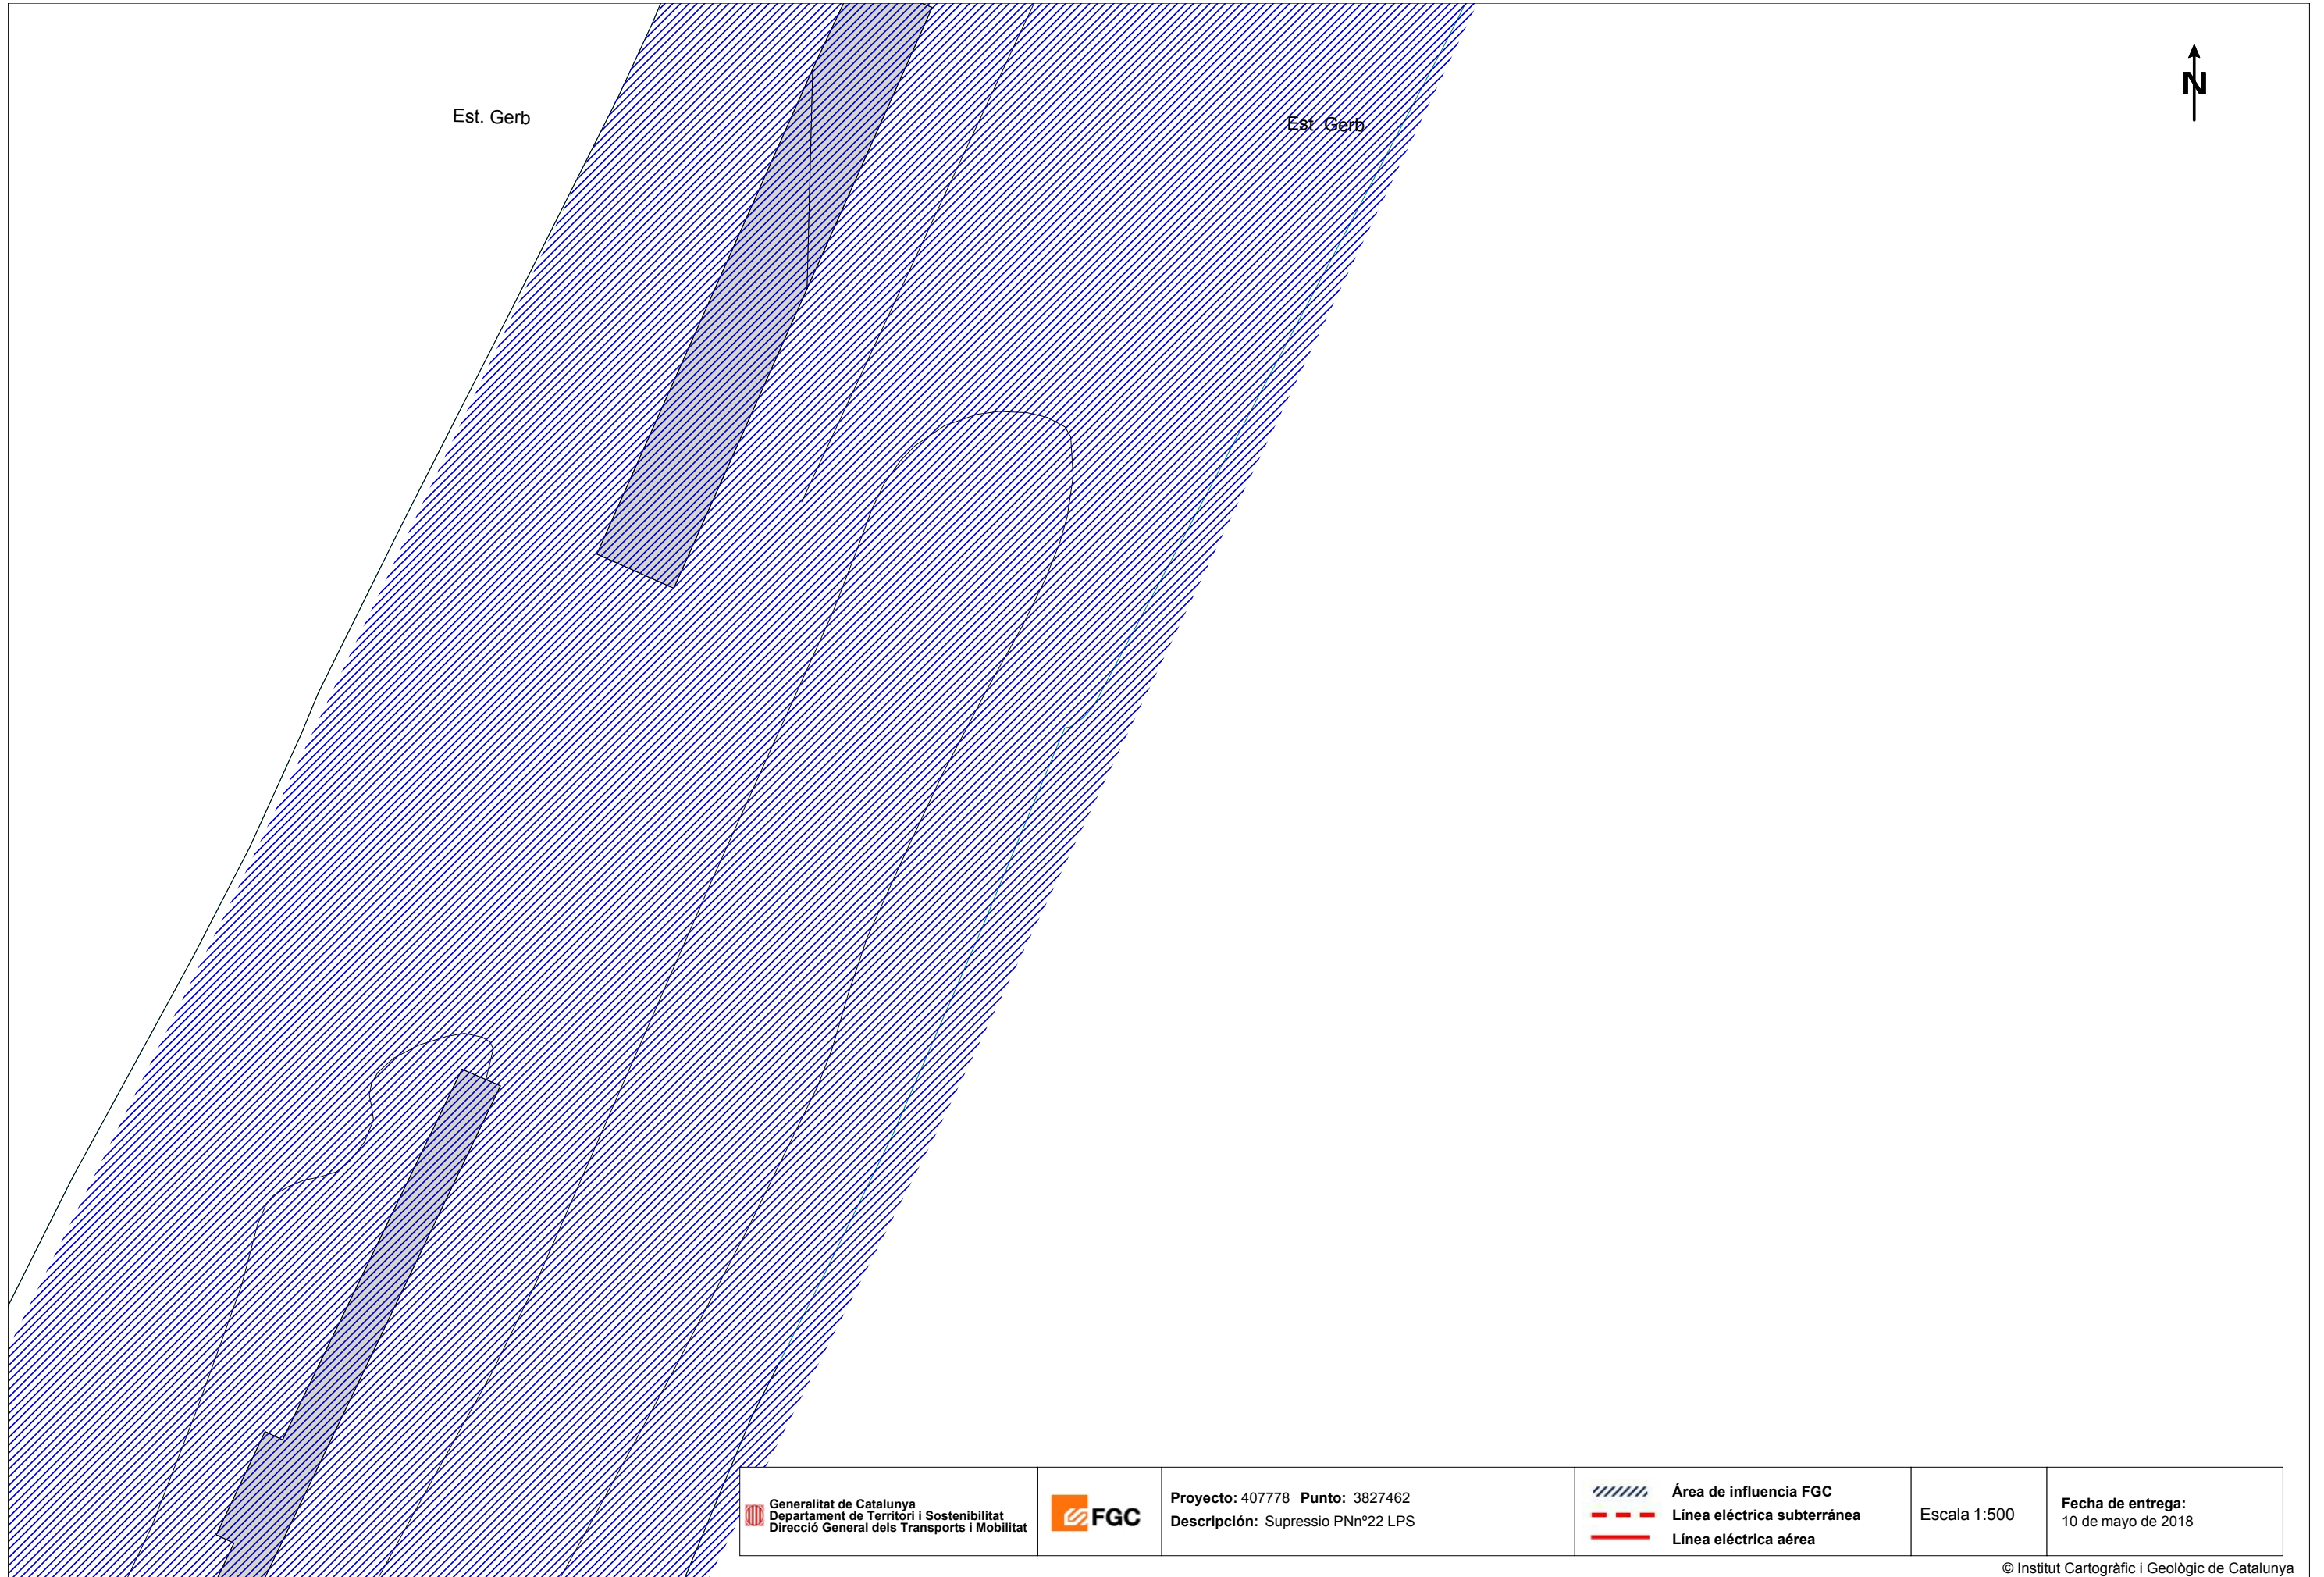 Est. Gerb
Est. Gerb
N
Generalitat de Catalunya
Departament de Territori i Sostenibilitat
Direcció General dels Transports i Mobilitat
FGC
Proyecto: 407778 Punto: 3827462
Descripción: Supressio PNnº22 LPS
Área de influencia FGC
Línea eléctrica subterránea
Línea eléctrica aérea
Escala 1:500
Fecha de entrega:
10 de mayo de 2018
© Institut Cartogràfic i Geològic de Catalunya